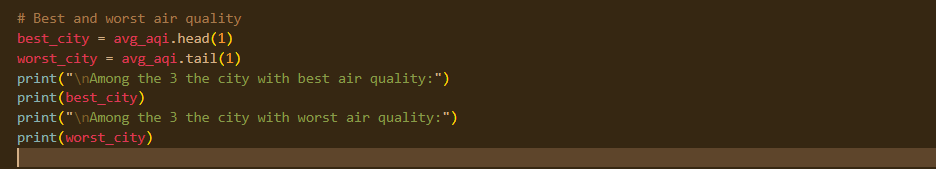 # Best and worst air quality
best_city = avg_aqi.head(1)
worst_city = avg_aqi.tail(1)
print("\nAmong the 3 the city with best air quality:")
print(best_city)
print("\nAmong the 3 the city with worst air quality:")
print(worst_city)